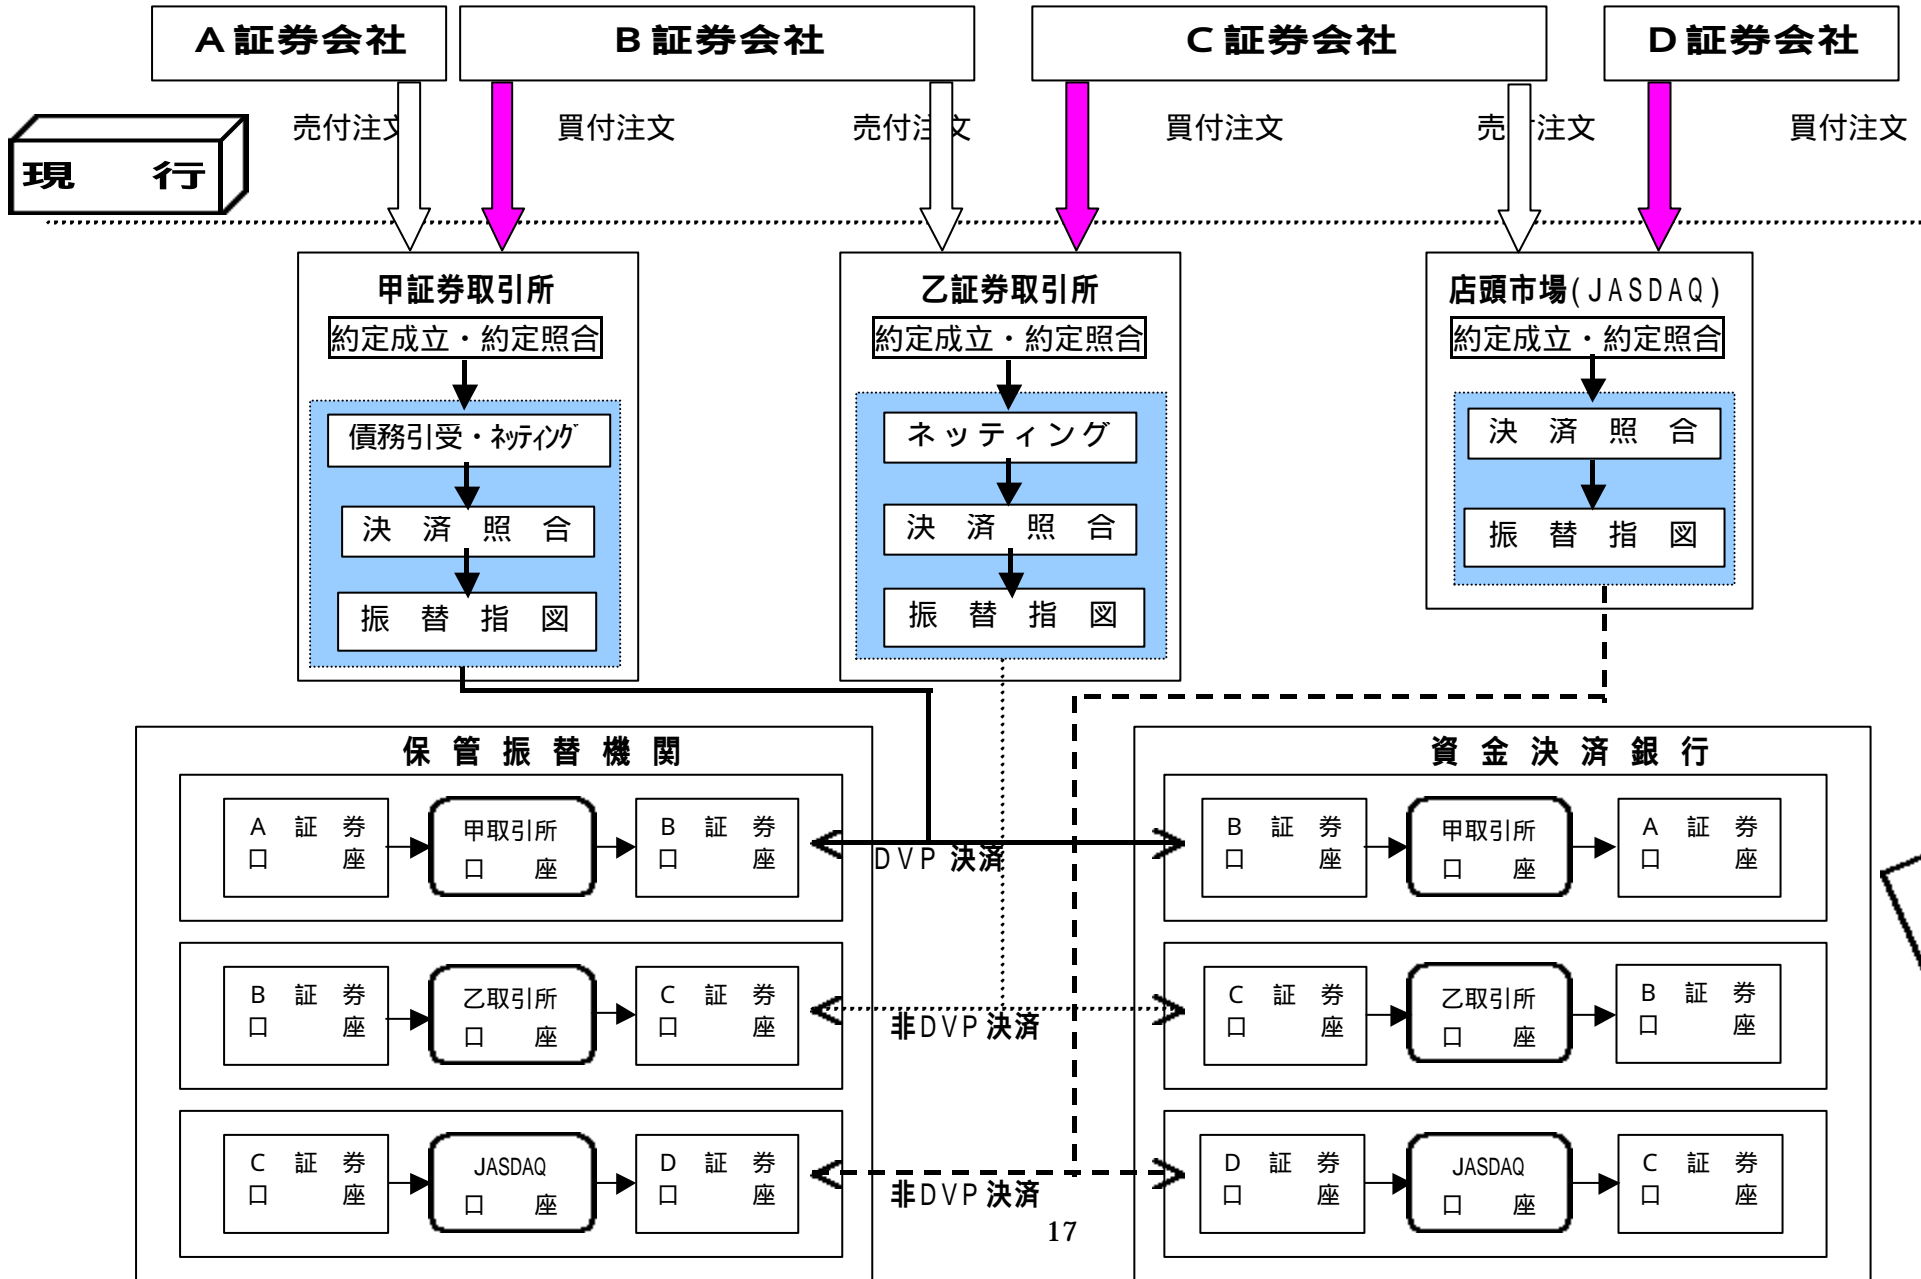 A証券会社
B証券会社
C証券会社
D証券会社
売付注文
買付注文
売付注文
買付注文
売付注文
買付注文
現 行
甲証券取引所
約定成立・約定照合
債務引受・ネッティング
決 済 照 合
振 替 指 図
乙証券取引所
約定成立・約定照合
ネッティング
決 済 照 合
振 替 指 図
店頭市場(JASDAQ)
約定成立・約定照合
決 済 照 合
振 替 指 図
保 管 振 替 機 関
A 証 券
口 座
甲取引所
口 座
B 証 券
口 座
B 証 券
口 座
乙取引所
口 座
C 証 券
口 座
C 証 券
口 座
JASDAQ
口 座
D 証 券
口 座
DVP 決済
非DVP 決済
非DVP 決済
資 金 決 済 銀 行
B 証 券
口 座
甲取引所
口 座
A 証 券
口 座
C 証 券
口 座
乙取引所
口 座
B 証 券
口 座
D 証 券
口 座
JASDAQ
口 座
C 証 券
口 座
17